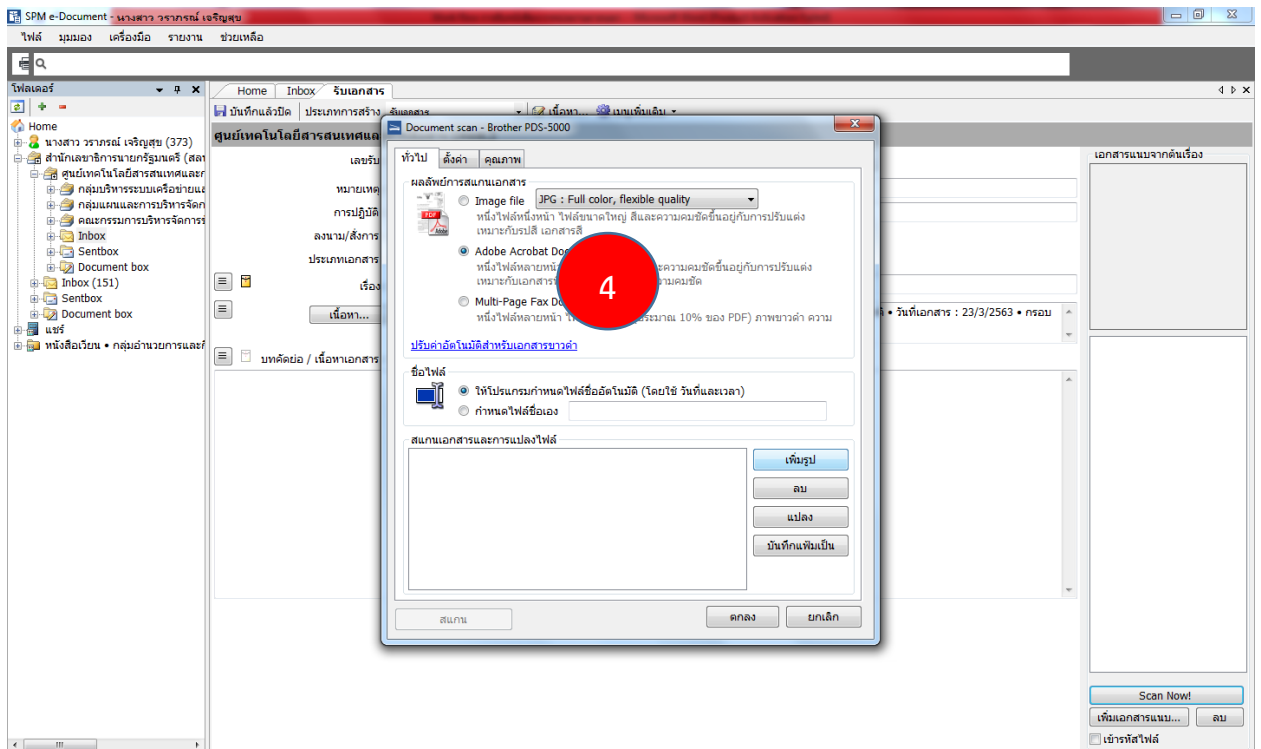 SPM e-Document - นางสาว วราภรณ์ เจริญสุข
ไฟล์ มุมมอง เครื่องมือ รายงาน ช่วยเหลือ
โฟลเดอร์
Home Inbox รับเอกสาร
บันทึกแล้วปิด ประเภทการสร้าง รับเอกสาร เนื้อหา... เมนูเพิ่มเติม
Home
นางสาว วราภรณ์ เจริญสุข (373)
สำนักเลขาธิการนายกรัฐมนตรี (สลา
ศูนย์เทคโนโลยีสารสนเทศและก
กลุ่มบริหารระบบเครือข่ายแล
กลุ่มแผนและการบริหารจัดก
คณะกรรมการบริหารจัดการร
Inbox
Sentbox
Document box
Inbox (151)
Sentbox
Document box
แชร์
หนังสือเวียน • กลุ่มอำนวยการและก
ศูนย์เทคโนโลยีสารสนเทศแล
เลขรับ
หมายเหตุ
การปฏิบัติ
ลงนาม/สั่งการ
ประเภทเอกสาร
เรื่อง
เนื้อหา...
• วันที่เอกสาร : 23/3/2563 • กรอบ
บทคัดย่อ / เนื้อหาเอกสาร
Document scan - Brother PDS-5000
ทั่วไป ตั้งค่า คุณภาพ
ผลลัพย์การสแกนเอกสาร
Image file JPG : Full color, flexible quality
หนึ่งไฟล์หนึ่งหน้า ไฟล์ขนาดใหญ่ สีและความคมชัดขึ้นอยู่กับการปรับแต่ง
เหมาะกับรูปสี เอกสารสี
Adobe Acrobat Do
หนึ่งไฟล์หลายหน้า ะความคมชัดขึ้นอยู่กับการปรับแต่ง
เหมาะกับเอกสาร วามคมชัด
4
Multi-Page Fax D
หนึ่งไฟล์หลายหน้า ระมาณ 10% ของ PDF) ภาพขาวดำ ความ
ปรับค่าอัตโนมัติสำหรับเอกสารขาวดำ
ชื่อไฟล์
ให้โปรแกรมกำหนดไฟล์ชื่ออัตโนมัติ (โดยใช้ วันที่และเวลา)
กำหนดไฟล์ชื่อเอง
สแกนเอกสารและการแปลงไฟล์
เพิ่มรูป
ลบ
แปลง
บันทึกแฟ้มเป็น
สแกน ตกลง ยกเลิก
เอกสารแนบจากต้นเรื่อง
Scan Now!
เพิ่มเอกสารแนบ... ลบ
เข้ารหัสไฟล์